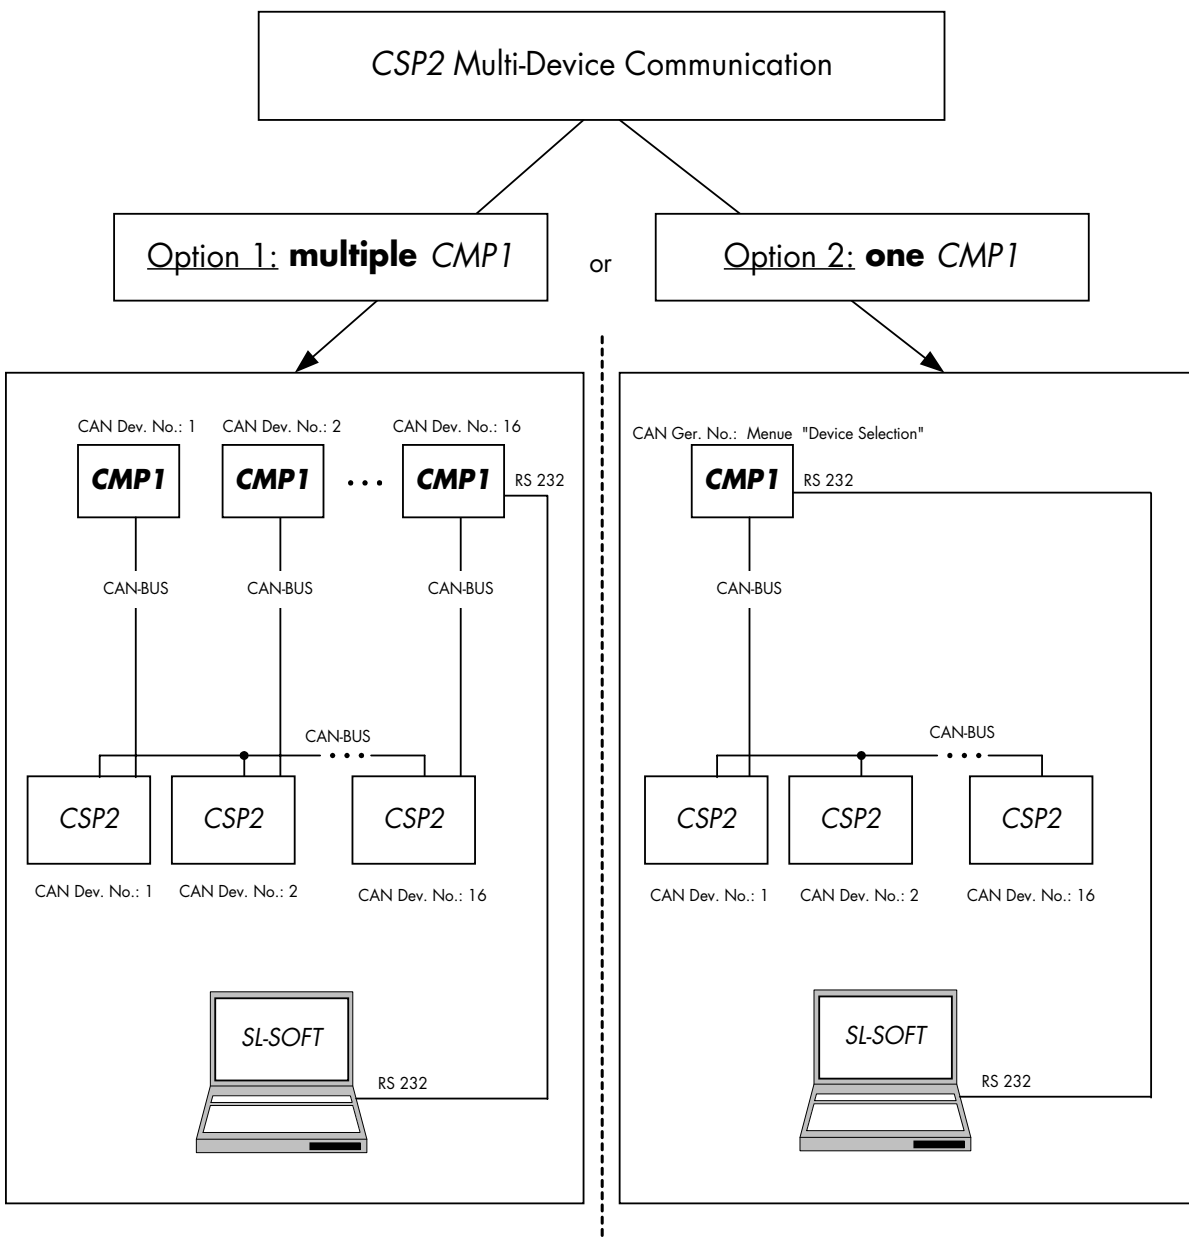 CSP2 Multi-Device Communication
Option 1: multiple CMP1
or
Option 2: one CMP1
CAN Dev. No.: 1
CAN Dev. No.: 2
CAN Dev. No.: 16
CMP1
CMP1
. . .
CMP1
RS 232
CAN-BUS
CAN-BUS
CAN-BUS
CAN-BUS
. . .
CSP2
CSP2
CSP2
CAN Dev. No.: 1
CAN Dev. No.: 2
CAN Dev. No.: 16
SL-SOFT
RS 232
CAN Ger. No.: Menue "Device Selection"
CMP1
RS 232
CAN-BUS
CAN-BUS
. . .
CSP2
CSP2
CSP2
CAN Dev. No.: 1
CAN Dev. No.: 2
CAN Dev. No.: 16
SL-SOFT
RS 232